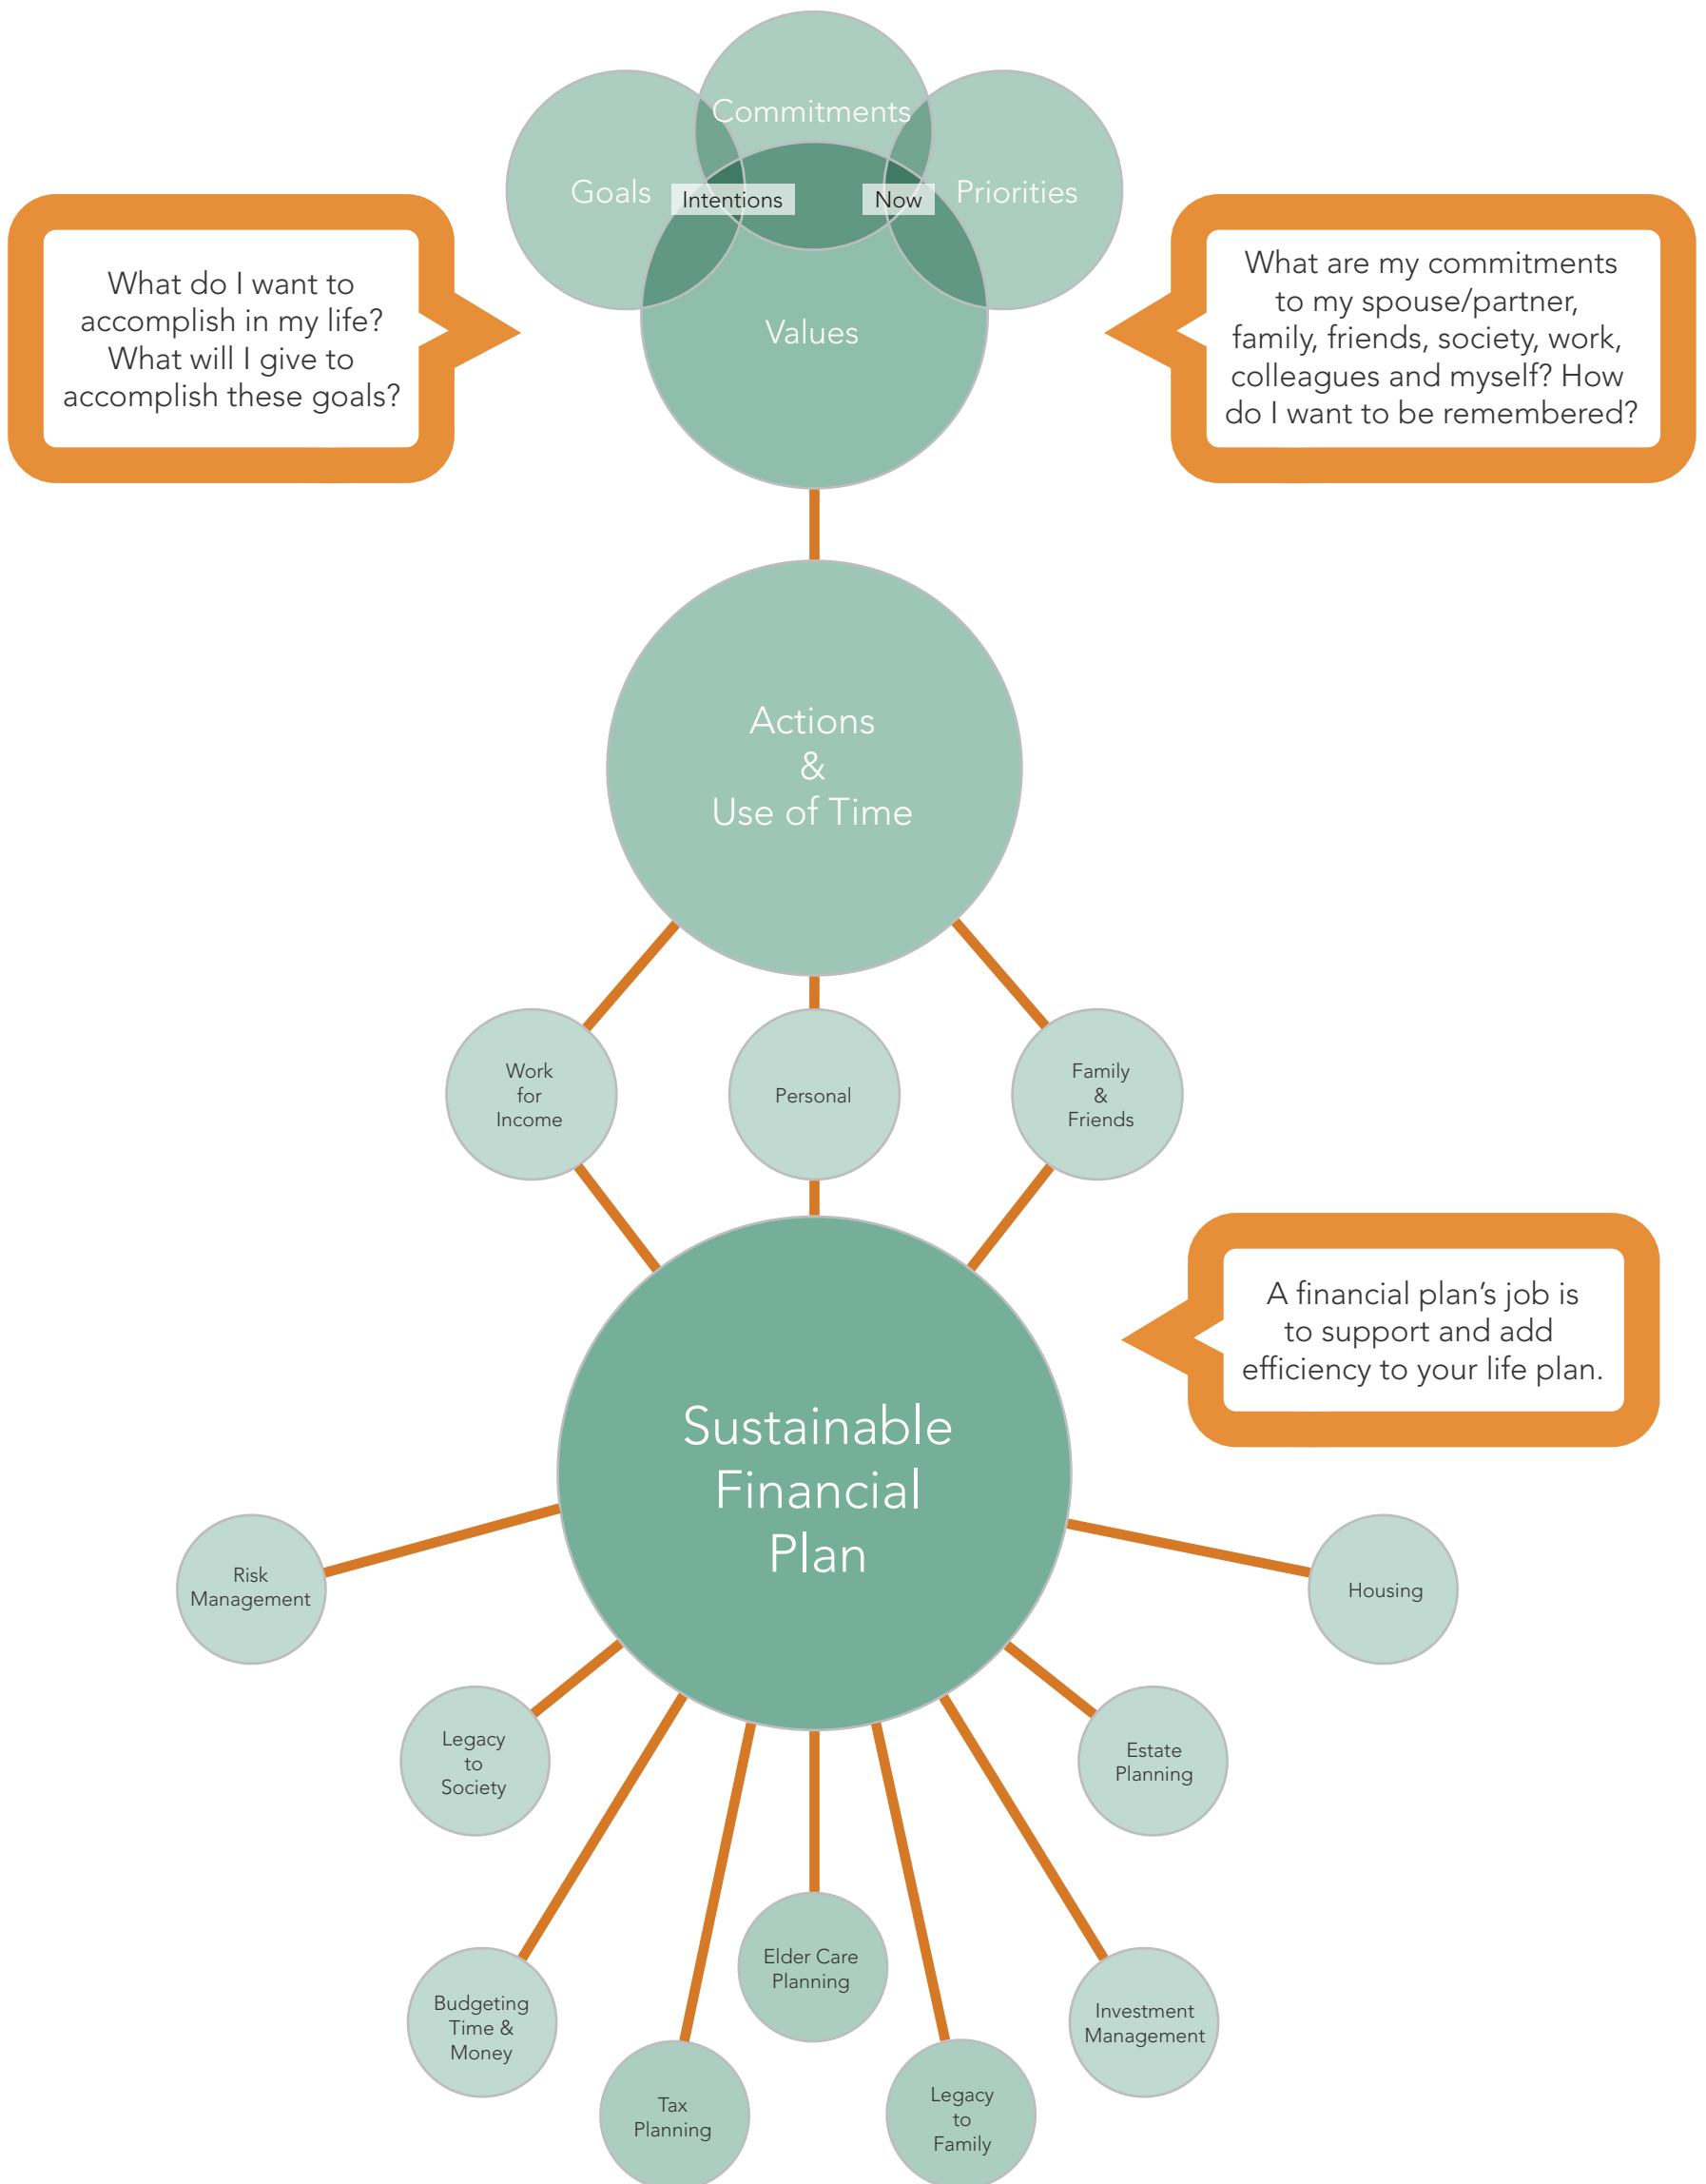 Commitments
Goals
Intentions
Now
Priorities
Values
What do I want to
accomplish in my life?
What will I give to
accomplish these goals?
What are my commitments
to my spouse/partner,
family, friends, society, work,
colleagues and myself? How
do I want to be remembered?
Actions
&
Use of Time
Work
for
Income
Personal
Family
&
Friends
A financial plan’s job is
to support and add
efficiency to your life plan.
Sustainable
Financial
Plan
Risk
Management
Housing
Legacy
to
Society
Estate
Planning
Budgeting
Time &
Money
Elder Care
Planning
Investment
Management
Tax
Planning
Legacy
to
Family